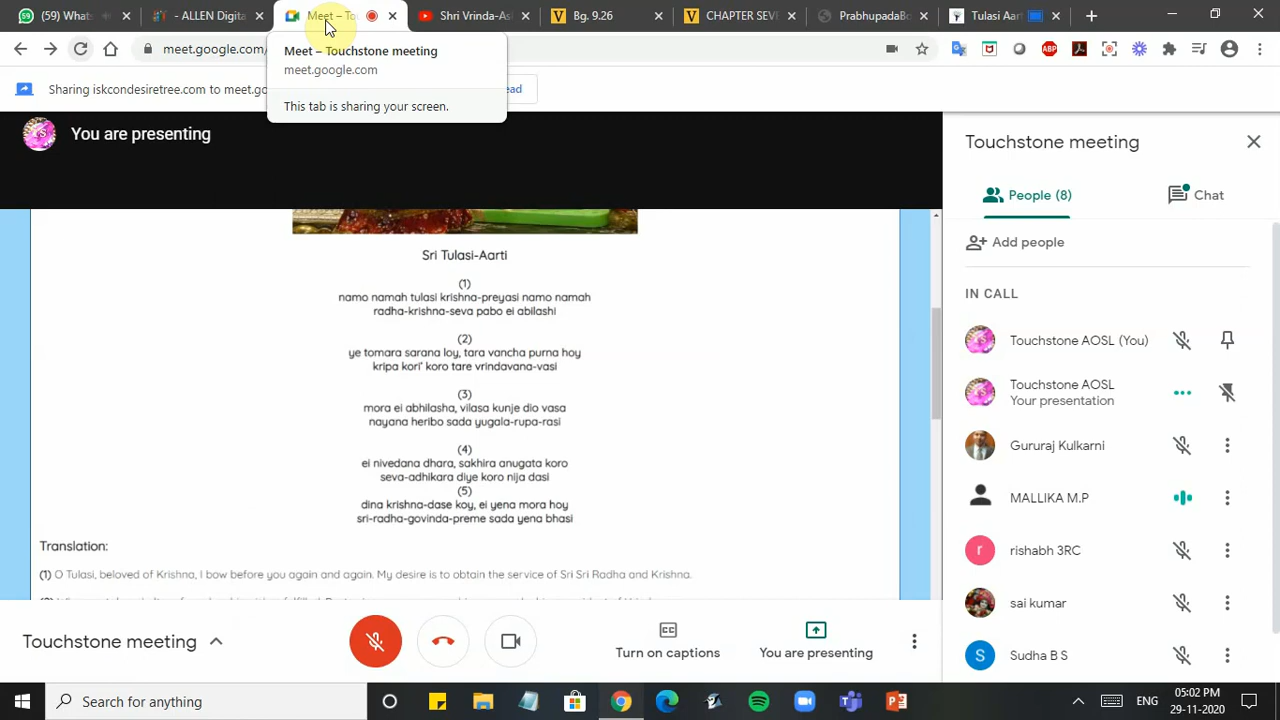 (59) Whats
- ALLEN Digita
Meet – To
Shri Vrinda-As
Bg. 9.26
CHAPTER SEVE
PrabhupadaBo
Tulasi Aar
meet.google.com/
Meet – Touchstone meeting
meet.google.com
This tab is sharing your screen.
Sharing iskcondesiretree.com to meet.go
ead
You are presenting
Touchstone meeting
People (8)
Chat
Add people
IN CALL
Touchstone AOSL (You)
Touchstone AOSL
Your presentation
Gururaj Kulkarni
MALLIKA M.P
r
rishabh 3RC
sai kumar
S
Sudha B S
Sri Tulasi-Aarti
(1)
namo namah tulasi krishna-preyasi namo namah
radha-krishna-seva pabo ei abilashi
(2)
ye tomara sarana loy, tara vancha purna hoy
kripa kori' koro tare vrindavana-vasi
(3)
mora ei abhilasha, vilasa kunje dio vasa
nayana heribo sada yugala-rupa-rasi
(4)
ei nivedana dhara, sakhira anugata koro
seva-adhikara diye koro nija dasi
(5)
dina krishna-dase koy, ei yena mora hoy
sri-radha-govinda-preme sada yena bhasi
Translation:
(1) O Tulasi, beloved of Krishna, I bow before you again and again. My desire is to obtain the service of Sri Sri Radha and Krishna.
Touchstone meeting
Turn on captions
You are presenting
Search for anything
ENG
05:02 PM
29-11-2020